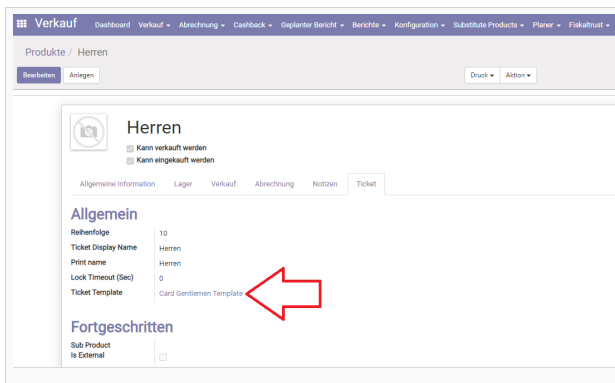 Verkauf Dashboard Verkauf Abrechnung Cashback Geplanter Bericht Berichte Konfiguration Substitute Products Planer Fiskaltrust
Produkte / Herren
Bearbeiten Anlegen Druck Aktion
Herren
Kann verkauft werden
Kann eingekauft werden
Allgemeine Information Lager Verkauf Abrechnung Notizen Ticket
Allgemein
Reihenfolge 10
Ticket Display Name Herren
Print name Herren
Lock Timeout (Sec) 0
Ticket Template Card Gentlemen Template
Fortgeschritten
Sub Product
Is External